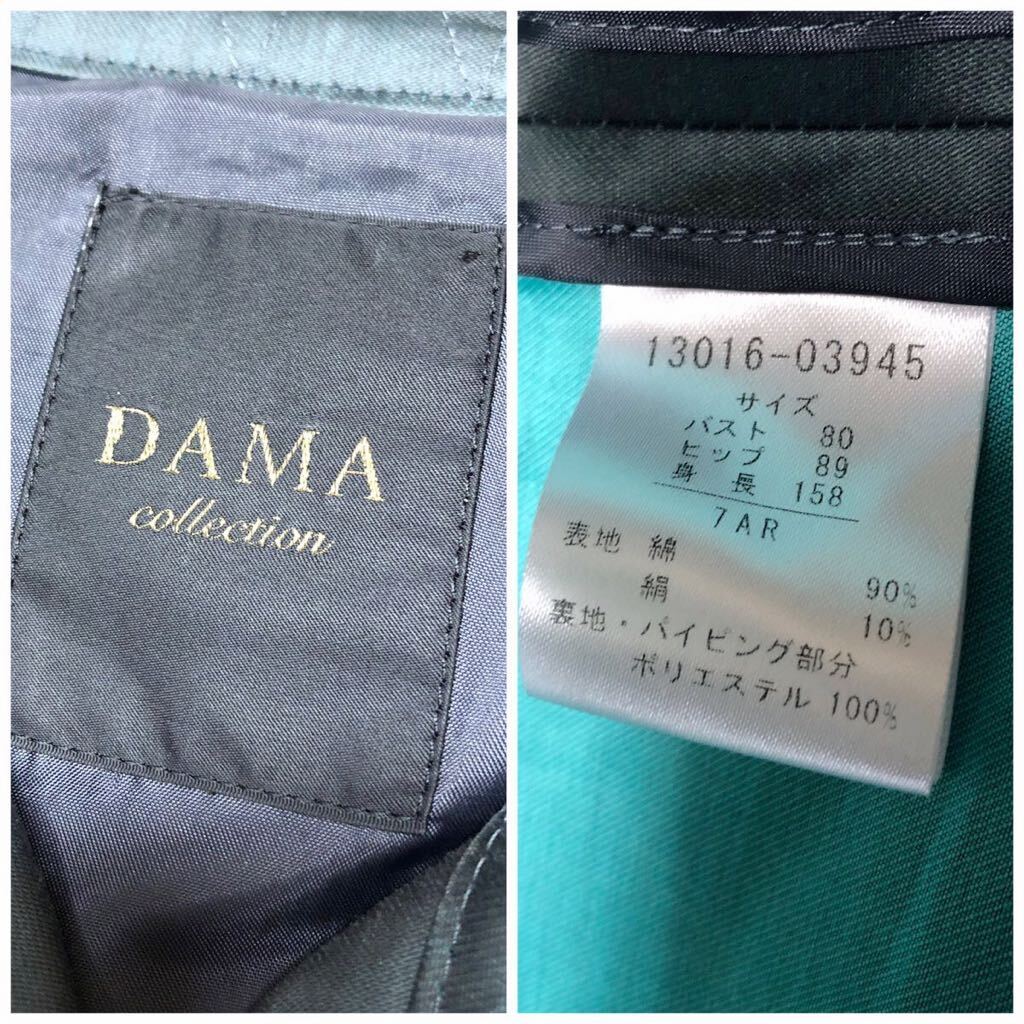 DAMA
collection
13016-03945
サイズ
バスト 80
ヒップ 89
身長 158
7AR
表地 綿 90%
絹 10%
裏地・パイピング部分
ポリエステル 100%